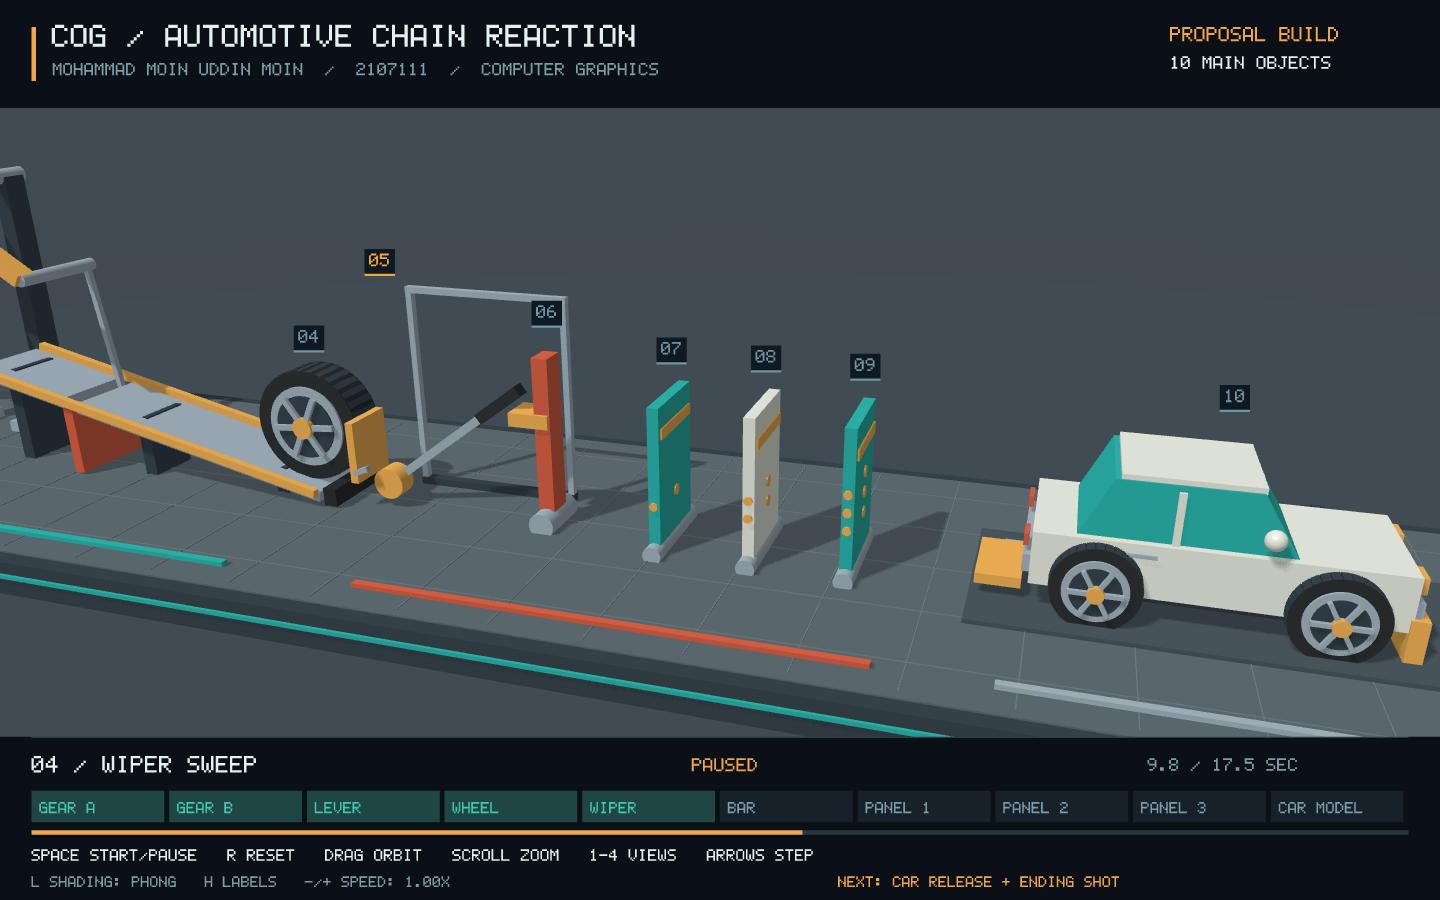 COG / AUTOMOTIVE CHAIN REACTION
PROPOSAL BUILD
MOHAMMAD MOIN UDDIN MOIN / 2107111 / COMPUTER GRAPHICS
10 MAIN OBJECTS
05
06
04
07
08
09
10
04 / WIPER SWEEP
PAUSED
9.8 / 17.5 SEC
GEAR A
GEAR B
LEVER
WHEEL
WIPER
BAR
PANEL 1
PANEL 2
PANEL 3
CAR MODEL
SPACE START/PAUSE R RESET DRAG ORBIT SCROLL ZOOM 1-4 VIEWS ARROWS STEP
L SHADING: PHONG H LABELS -/+ SPEED: 1.00X
NEXT: CAR RELEASE + ENDING SHOT